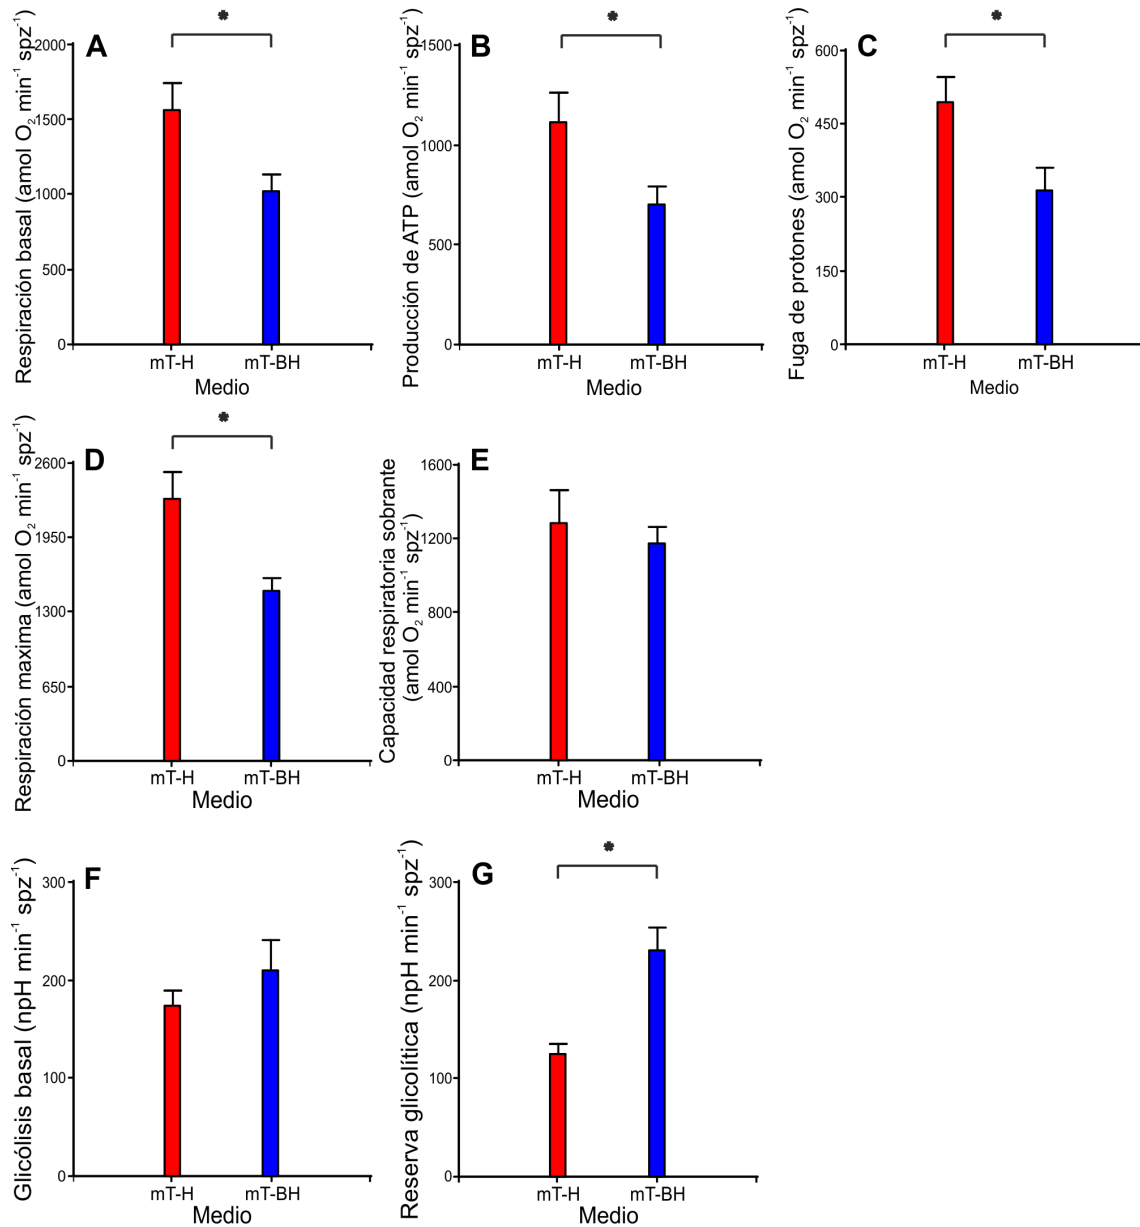 *
A
Respiración basal (amol O₂ min⁻¹ spz⁻¹)
2000
1500
1000
500
0
mT-H mT-BH
Medio
*
B
Producción de ATP (amol O₂ min⁻¹ spz⁻¹)
1500
1000
500
0
mT-H mT-BH
Medio
*
C
Fuga de protones (amol O₂ min⁻¹ spz⁻¹)
600
450
300
150
0
mT-H mT-BH
Medio
*
D
Respiración maxima (amol O₂ min⁻¹ spz⁻¹)
2600
1950
1300
650
0
mT-H mT-BH
Medio
E
Capacidad respiratoria sobrante
(amol O₂ min⁻¹ spz⁻¹)
1600
1200
800
400
0
mT-H mT-BH
Medio
F
Glicólisis basal (npH min⁻¹ spz⁻¹)
300
200
100
0
mT-H mT-BH
Medio
*
G
Reserva glicolítica (npH min⁻¹ spz⁻¹)
300
200
100
0
mT-H mT-BH
Medio